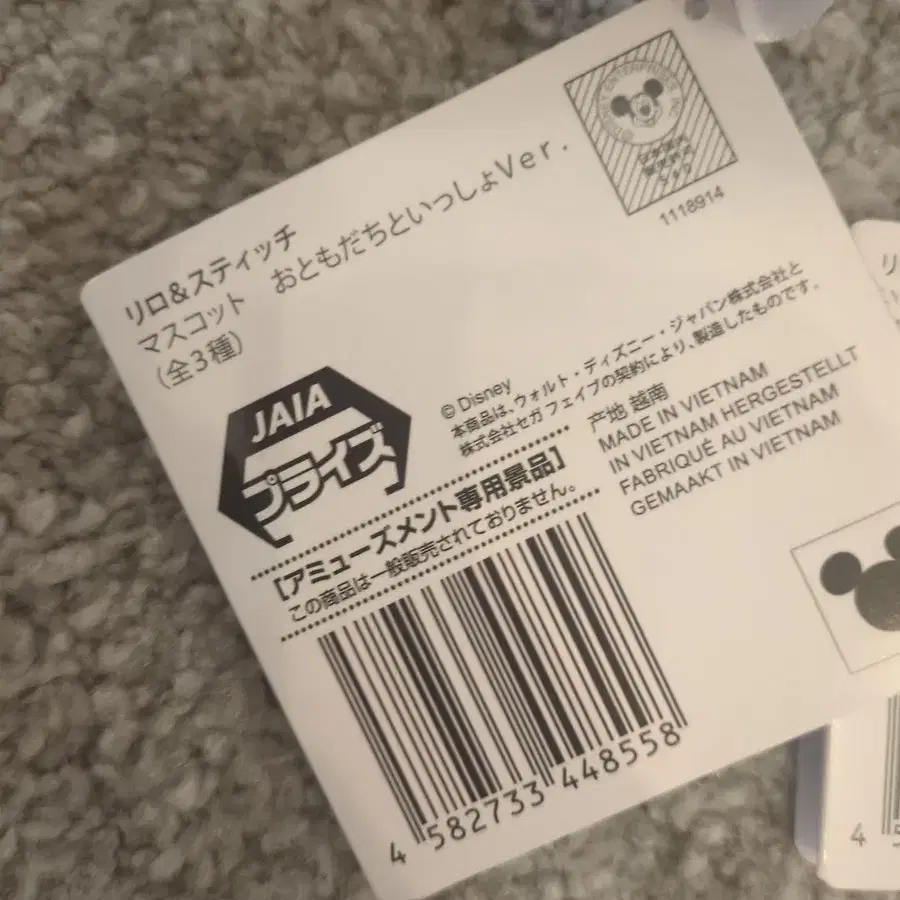 リロ&スティッチ
マスコット おともだちといっしょVer.
(全3種)
1118914
JAIA
プライズ
© Disney
本商品は、ウォルト・ディズニー・ジャパン株式会社と
株式会社セガ フェイブの契約により、製造したものです。
产地 越南
MADE IN VIETNAM
IN VIETNAM HERGESTELLT
FABRIQUÉ AU VIETNAM
GEMAAKT IN VIETNAM
[アミューズメント専用景品]
この商品は一般販売されておりません。
4 582733 448558
リ
4